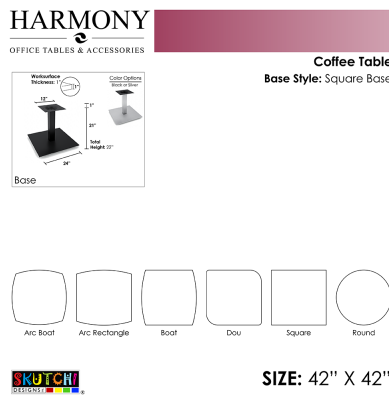 HARMONY
OFFICE TABLES & ACCESSORIES
Coffee Table
Base Style: Square Base
Worksurface
Thickness: 1"
1"
Color Options
Black or Silver
12"
1"
21"
Total
Height: 22"
24"
Base
Arc Boat
Arc Rectangle
Boat
Dou
Square
Round
SKUTCHI
DESIGNS
®
SIZE: 42” X 42”